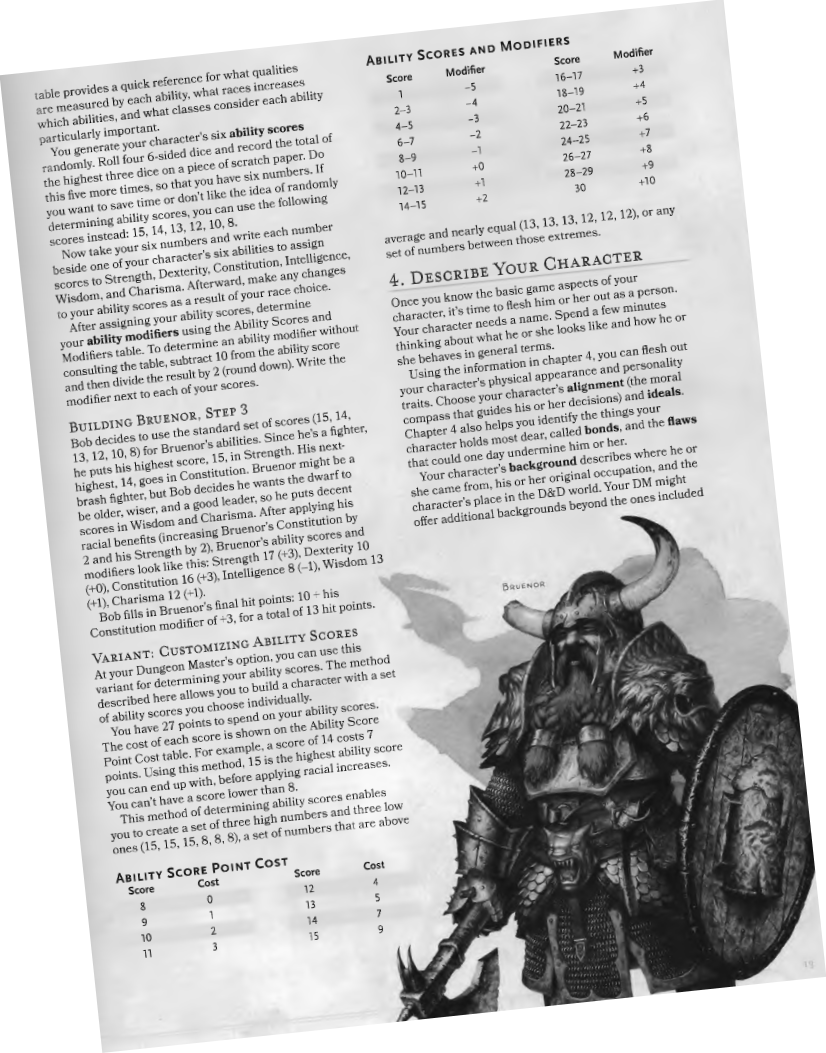 table provides a quick reference for what qualities
are measured by each ability, what races increases
which abilities, and what classes consider each ability
particularly important.
You generate your character's six ability scores
randomly. Roll four 6-sided dice and record the total of
the highest three dice on a piece of scratch paper. Do
this five more times, so that you have six numbers. If
you want to save time or don't like the idea of randomly
determining ability scores, you can use the following
scores instead: 15, 14, 13, 12, 10, 8.
Now take your six numbers and write each number
beside one of your character's six abilities to assign
scores to Strength, Dexterity, Constitution, Intelligence,
Wisdom, and Charisma. Afterward, make any changes
to your ability scores as a result of your race choice.
After assigning your ability scores, determine
your ability modifiers using the Ability Scores and
Modifiers table. To determine an ability modifier without
consulting the table, subtract 10 from the ability score
and then divide the result by 2 (round down). Write the
modifier next to each of your scores.
BUILDING BRUENOR, STEP 3
Bob decides to use the standard set of scores (15, 14,
13, 12, 10, 8) for Bruenor's abilities. Since he's a fighter,
he puts his highest score, 15, in Strength. His next-
highest, 14, goes in Constitution. Bruenor might be a
brash fighter, but Bob decides he wants the dwarf to
be older, wiser, and a good leader, so he puts decent
scores in Wisdom and Charisma. After applying his
racial benefits (increasing Bruenor's Constitution by
2 and his Strength by 2), Bruenor's ability scores and
modifiers look like this: Strength 17 (+3), Dexterity 10
(+0), Constitution 16 (+3), Intelligence 8 (−1), Wisdom 13
(+1), Charisma 12 (+1).
Bob fills in Bruenor's final hit points: 10 + his
Constitution modifier of +3, for a total of 13 hit points.
VARIANT: CUSTOMIZING ABILITY SCORES
At your Dungeon Master's option, you can use this
variant for determining your ability scores. The method
described here allows you to build a character with a set
of ability scores you choose individually.
You have 27 points to spend on your ability scores.
The cost of each score is shown on the Ability Score
Point Cost table. For example, a score of 14 costs 7
points. Using this method, 15 is the highest ability score
you can end up with, before applying racial increases.
You can't have a score lower than 8.
This method of determining ability scores enables
you to create a set of three high numbers and three low
ones (15, 15, 15, 8, 8, 8), a set of numbers that are above
ABILITY SCORE POINT COST
Score Cost Score Cost
8 0 12 4
9 1 13 5
10 2 14 7
11 3 15 9
ABILITY SCORES AND MODIFIERS
Score Modifier Score Modifier
1 −5 16–17 +3
2–3 −4 18–19 +4
4–5 −3 20–21 +5
6–7 −2 22–23 +6
8–9 −1 24–25 +7
10–11 +0 26–27 +8
12–13 +1 28–29 +9
14–15 +2 30 +10
average and nearly equal (13, 13, 13, 12, 12, 12), or any
set of numbers between those extremes.
4. DESCRIBE YOUR CHARACTER
Once you know the basic game aspects of your
character, it's time to flesh him or her out as a person.
Your character needs a name. Spend a few minutes
thinking about what he or she looks like and how he or
she behaves in general terms.
Using the information in chapter 4, you can flesh out
your character's physical appearance and personality
traits. Choose your character's alignment (the moral
compass that guides his or her decisions) and ideals.
Chapter 4 also helps you identify the things your
character holds most dear, called bonds, and the flaws
that could one day undermine him or her.
Your character's background describes where he or
she came from, his or her original occupation, and the
character's place in the D&D world. Your DM might
offer additional backgrounds beyond the ones included
BRUENOR